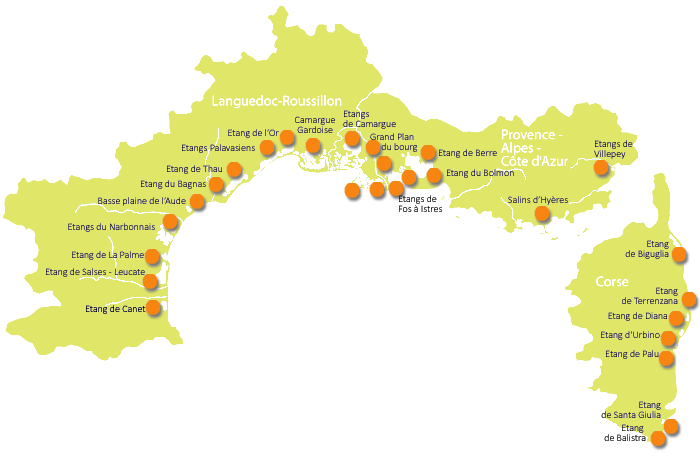 Languedoc-Roussillon
Etangs
de Camargue
Camargue
Gardoise
Etang de l'Or
Etangs Palavasiens
Grand Plan
du bourg
Provence -
Alpes -
Côte d'Azur
Etangs de
Villepey
Etang de Berre
Etang de Thau
Etang du Bolmon
Etang du Bagnas
Basse plaine de l'Aude
Etangs de
Fos à Istres
Salins d'Hyères
Etangs du Narbonnais
Etang de La Palme
Etang de Salses - Leucate
Etang de Canet
Etang
de Biguglia
Corse
Etang
de Terrenzana
Etang de Diana
Etang d'Urbino
Etang de Palu
Etang
de Santa Giulia
Etang
de Balistra